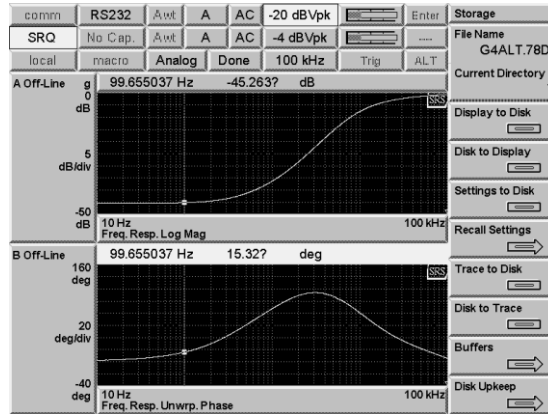 comm RS232 Awt A AC -20 dBVpk Enter
SRQ No Cap. Awt A AC -4 dBVpk ----
local macro Analog Done 100 kHz Trig ALT
Storage
File Name
G4ALT.78D
Current Directory
Display to Disk
Disk to Display
Settings to Disk
Recall Settings
Trace to Disk
Disk to Trace
Buffers
Disk Upkeep
A Off-Line g 99.655037 Hz -45.263? dB
0
dB
SRS
5
dB/div
-50
dB
10 Hz 100 kHz
Freq. Resp. Log Mag
B Off-Line 99.655037 Hz 15.32? deg
160
deg
SRS
20
deg/div
-40
deg
10 Hz 100 kHz
Freq. Resp. Unwrp. Phase